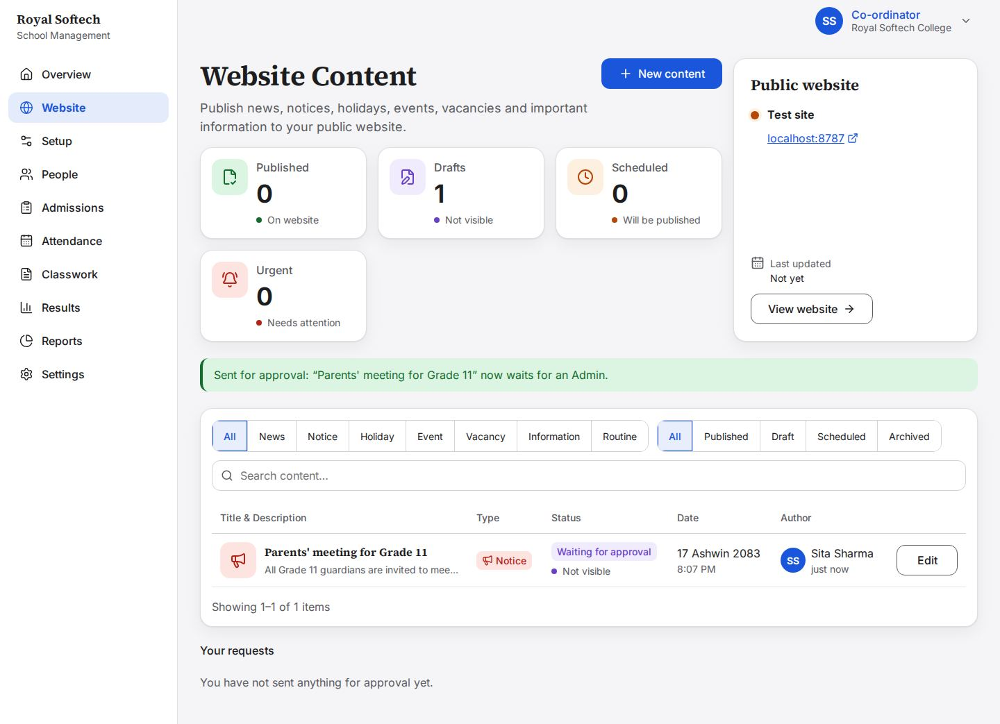 Royal Softech
School Management
Overview
Website
Setup
People
Admissions
Attendance
Classwork
Results
Reports
Settings
SS
Co-ordinator
Royal Softech College
Website Content
New content
Publish news, notices, holidays, events, vacancies and important
information to your public website.
Published
0
On website
Drafts
1
Not visible
Scheduled
0
Will be published
Urgent
0
Needs attention
Public website
Test site
localhost:8787
Last updated
Not yet
View website
Sent for approval: “Parents' meeting for Grade 11” now waits for an Admin.
All News Notice Holiday Event Vacancy Information Routine
All Published Draft Scheduled Archived
Search content...
Title & Description Type Status Date Author
Parents' meeting for Grade 11
All Grade 11 guardians are invited to mee...
Notice
Waiting for approval
Not visible
17 Ashwin 2083
8:07 PM
SS
Sita Sharma
just now
Edit
Showing 1–1 of 1 items
Your requests
You have not sent anything for approval yet.